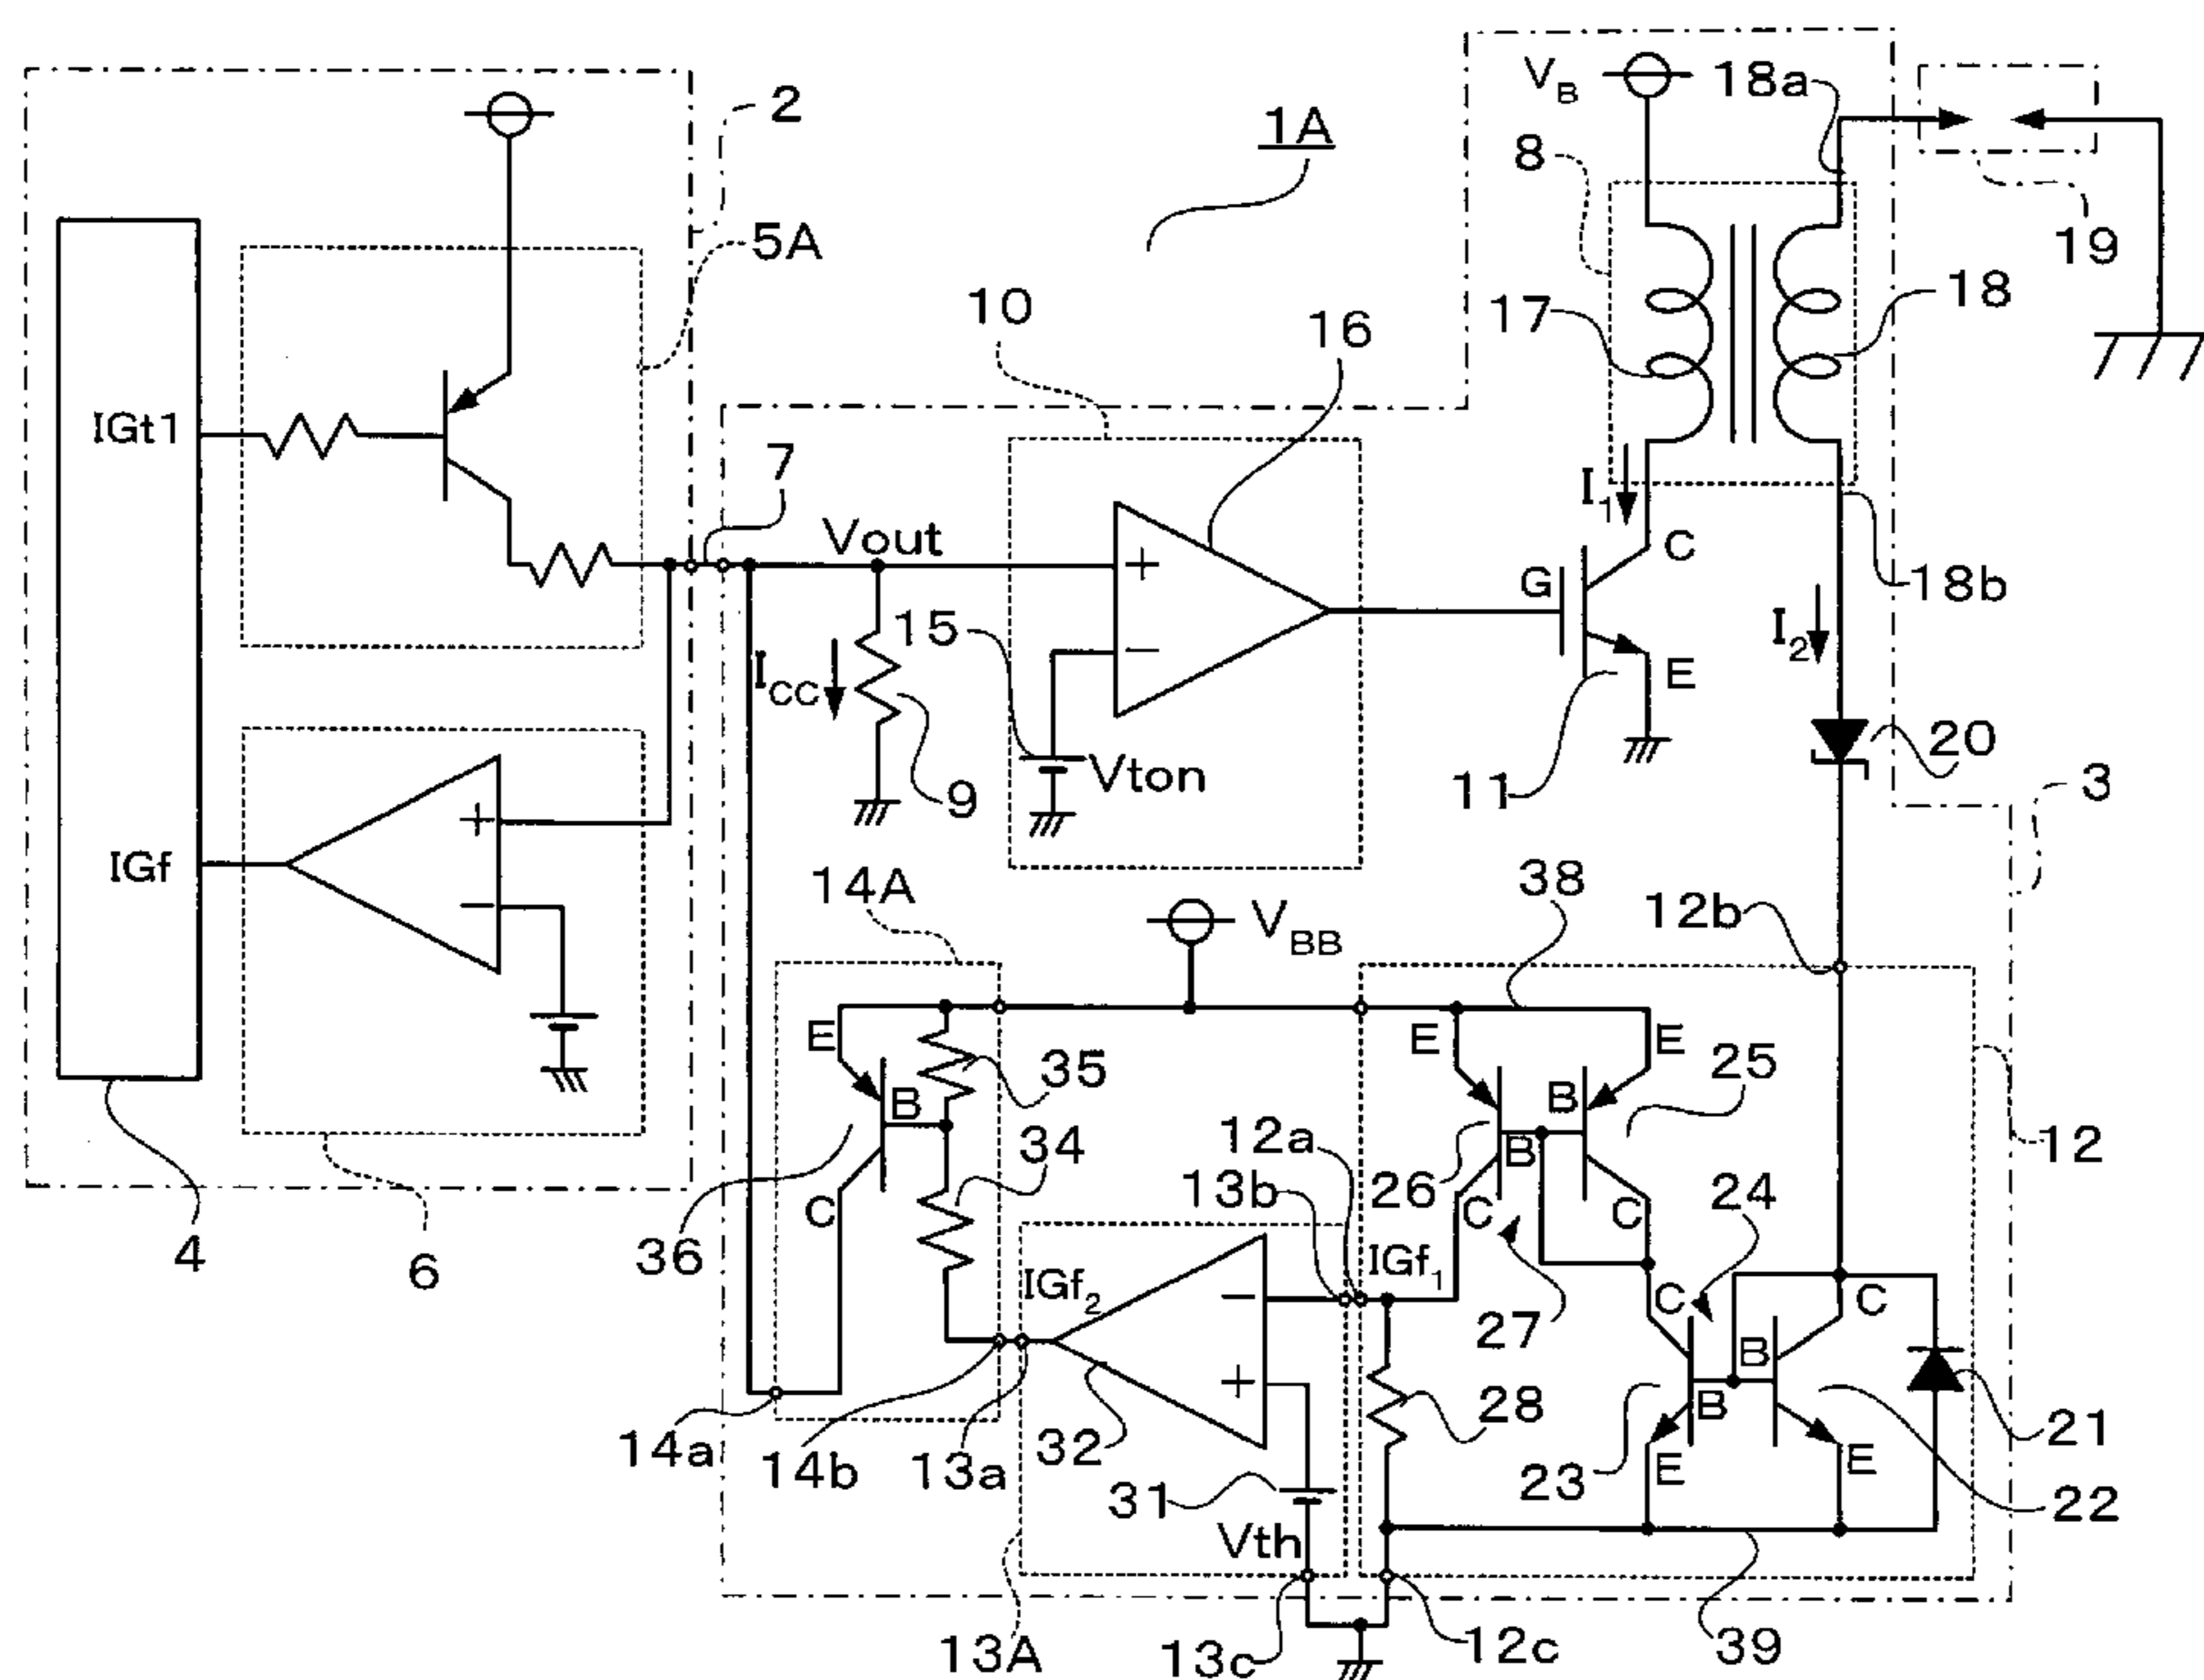 V_B
18a
2
1A
8
5A
19
10
16
17
18
IGt1
7
I_1
Vout
C
+
G
18b
15
I_CC
−
E
I_2
20
Vton
11
9
3
+
IGf
14A
38
12b
−
V_BB
E
35
E
E
25
B
B
12a
34
13b
26
B
24
12
C
C
C
4
6
36
IGf_2
−
IGf_1
27
C
C
B
+
28
23
B
22
21
14a
14b
13a
32
31
E
E
Vth
13A
13c
12c
39